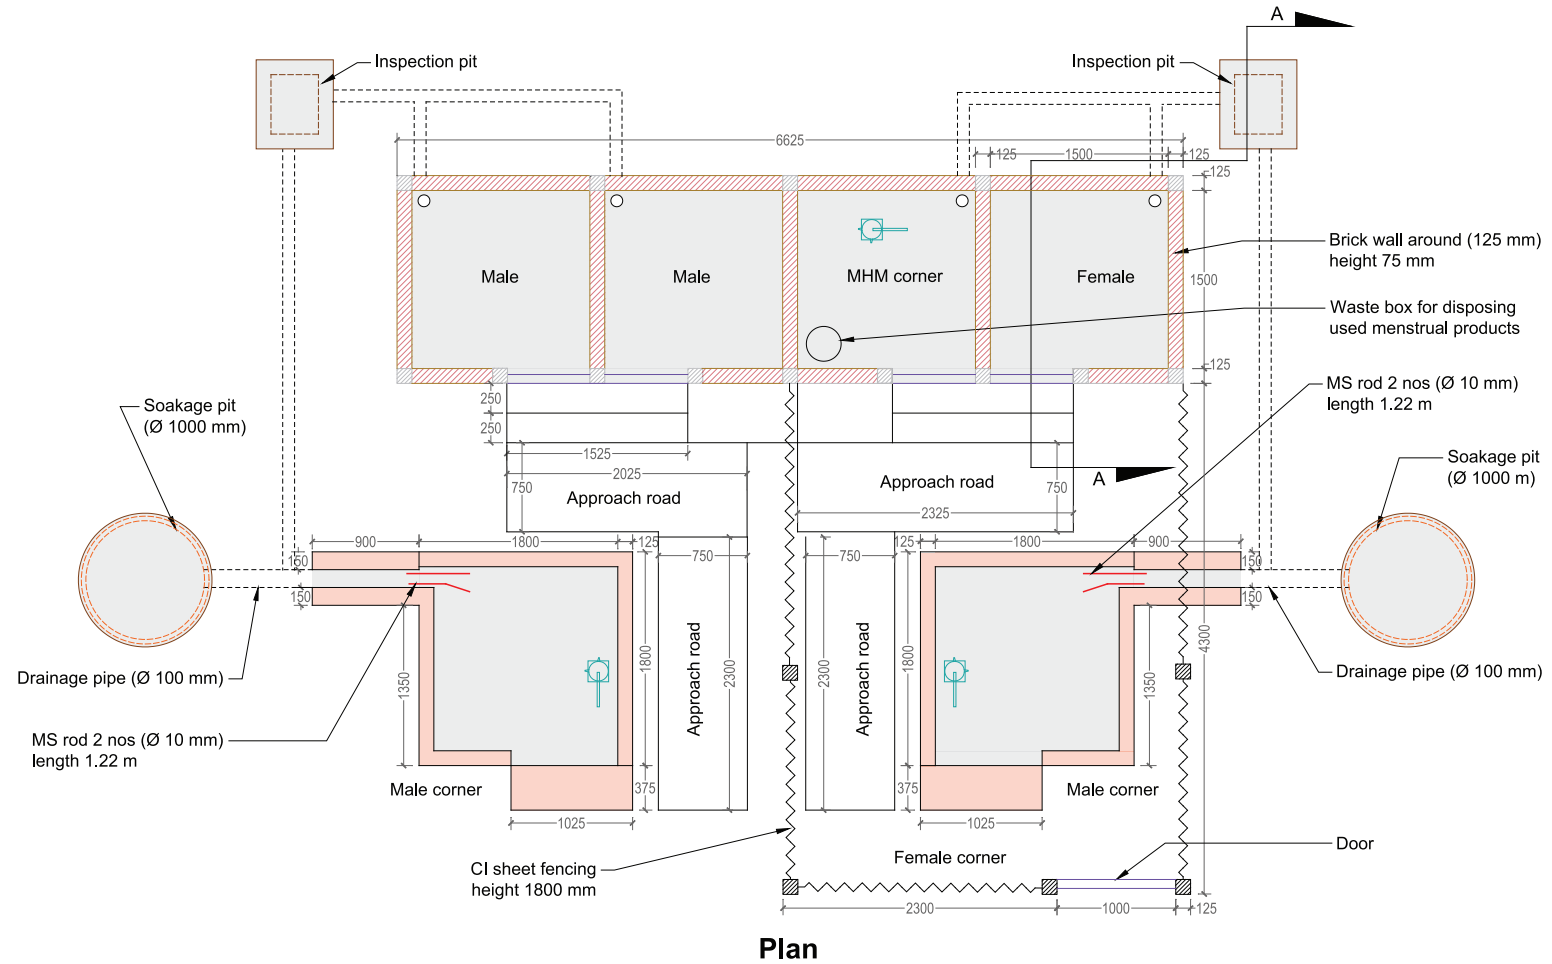 A
Inspection pit
Inspection pit
6625
125
1500
125
125
Male
Male
MHM corner
Female
1500
Brick wall around (125 mm)
height 75 mm
Waste box for disposing
used menstrual products
125
MS rod 2 nos (Ø 10 mm)
length 1.22 m
Soakage pit
(Ø 1000 mm)
250
250
1525
2025
750
Approach road
Approach road
750
A
2325
Soakage pit
(Ø 1000 m)
900
1800
125
750
750
125
1800
900
150
150
150
150
Drainage pipe (Ø 100 mm)
1350
1800
Approach road
2300
2300
Approach road
1800
1350
4300
Drainage pipe (Ø 100 mm)
MS rod 2 nos (Ø 10 mm)
length 1.22 m
Male corner
375
375
Male corner
1025
1025
CI sheet fencing
height 1800 mm
Female corner
Door
2300
1000
125
Plan